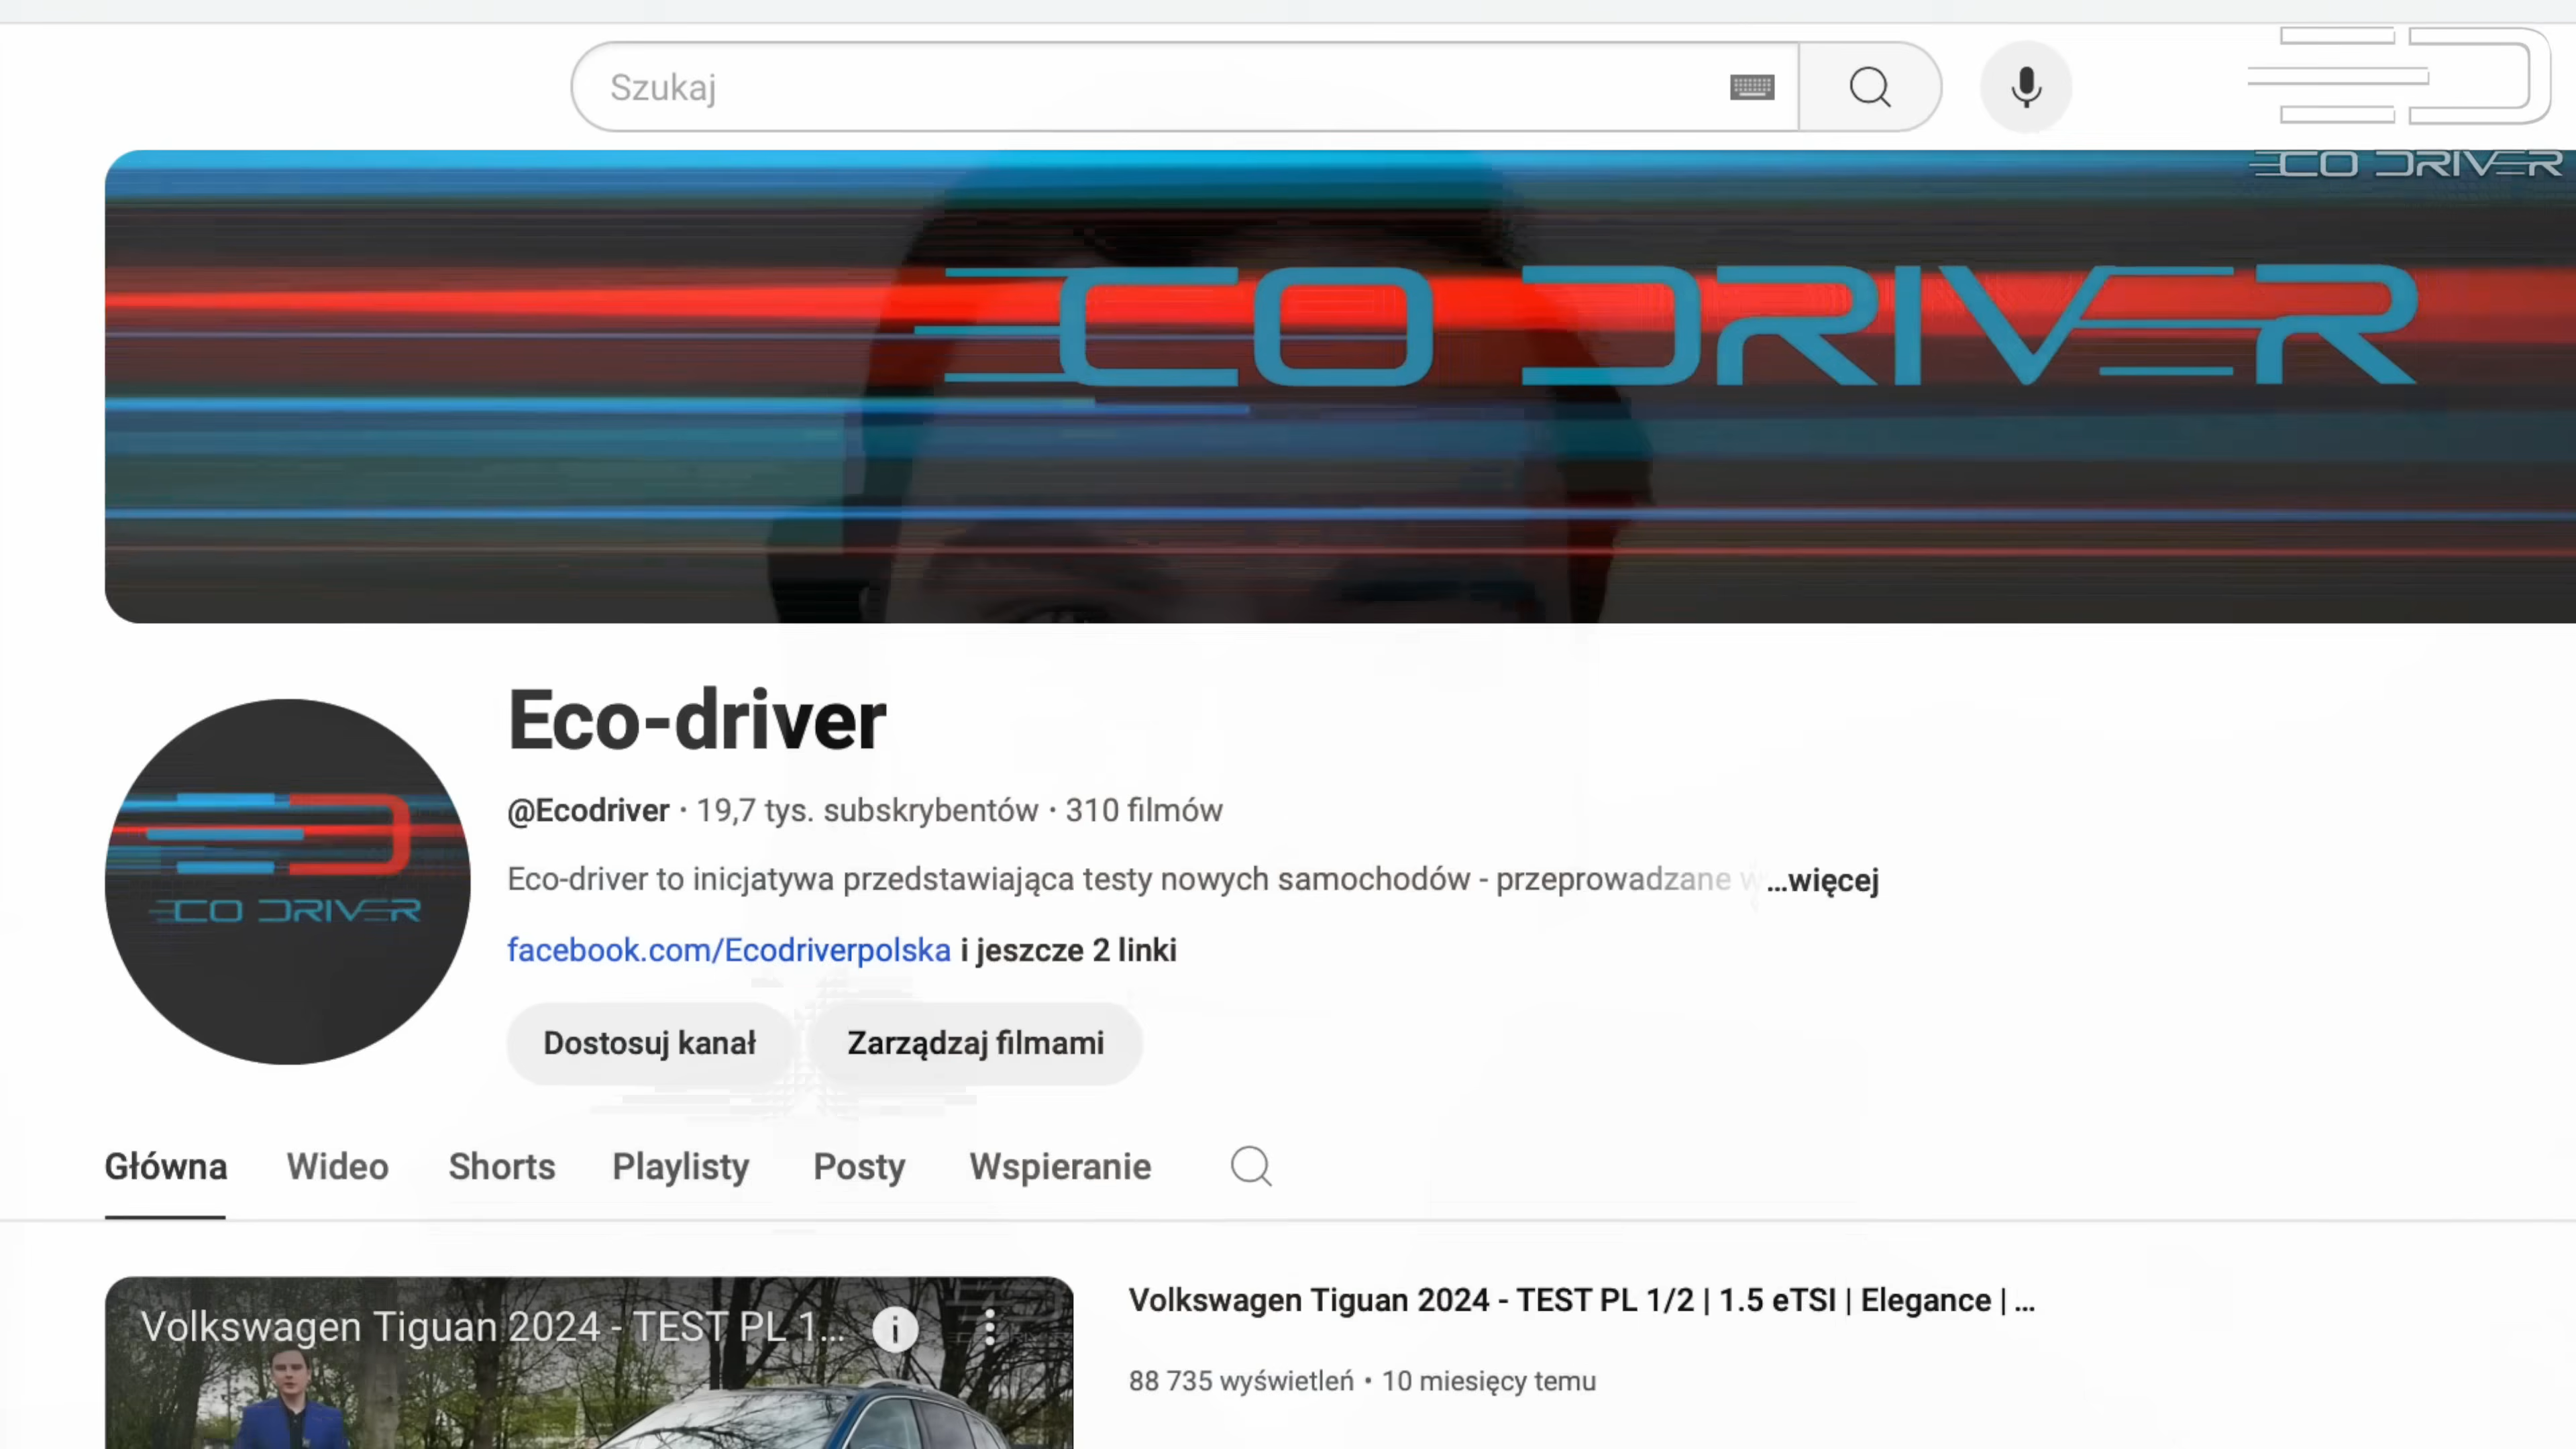 Szukaj
ECO DRIVER
ECO DRIVER
Eco-driver
@Ecodriver · 19,7 tys. subskrybentów · 310 filmów
Eco-driver to inicjatywa przedstawiająca testy nowych samochodów - przeprowadzane w ...więcej
facebook.com/Ecodriverpolska i jeszcze 2 linki
ED
ECO DRIVER
Dostosuj kanał Zarządzaj filmami
Główna Wideo Shorts Playlisty Posty Wspieranie
Volkswagen Tiguan 2024 - TEST PL 1...
Volkswagen Tiguan 2024 - TEST PL 1/2 | 1.5 eTSI | Elegance | ...
88 735 wyświetleń • 10 miesięcy temu